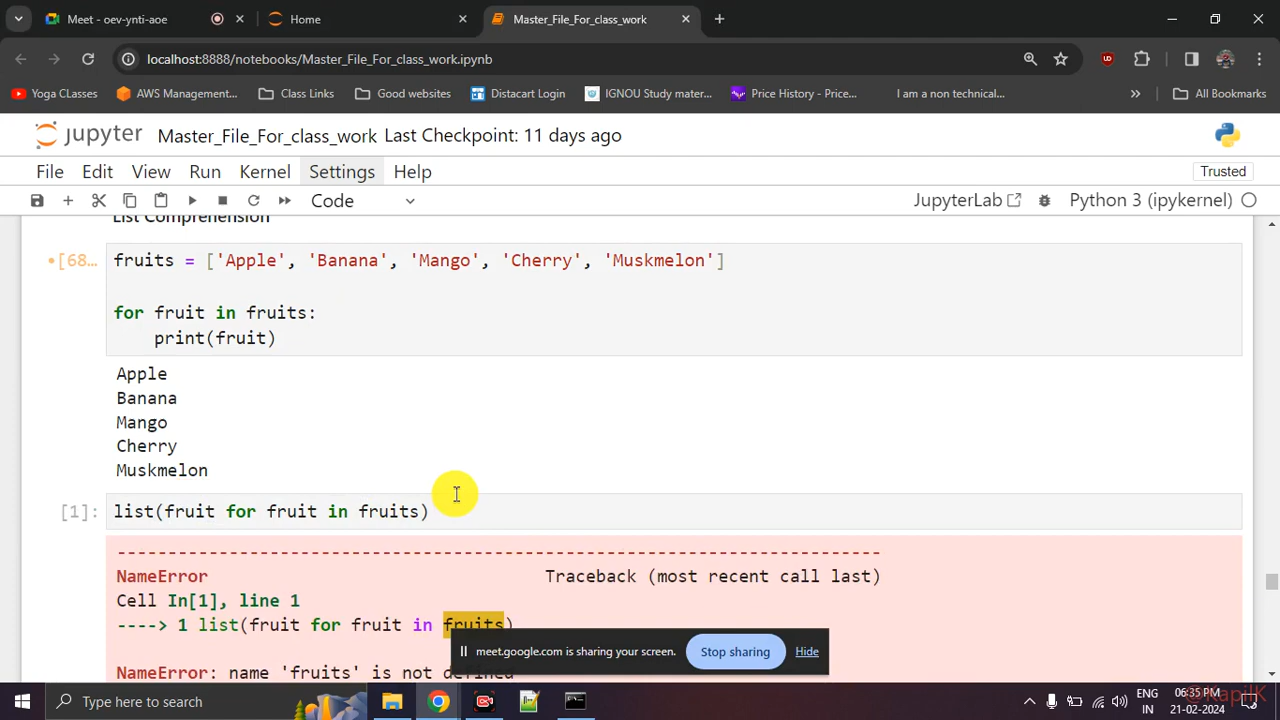 Meet - oev-ynti-aoe
Home
Master_File_For_class_work
localhost:8888/notebooks/Master_File_For_class_work.ipynb
Yoga CLasses
AWS Management...
Class Links
Good websites
Distacart Login
IGNOU Study mater...
Price History - Price...
I am a non technical...
All Bookmarks
jupyter Master_File_For_class_work Last Checkpoint: 11 days ago
File Edit View Run Kernel Settings Help
Trusted
Code
JupyterLab
Python 3 (ipykernel)
List Comprehension
[68...
fruits = ['Apple', 'Banana', 'Mango', 'Cherry', 'Muskmelon']
for fruit in fruits:
print(fruit)
Apple
Banana
Mango
Cherry
Muskmelon
[1]: list(fruit for fruit in fruits)
---------------------------------------------------------------------------
NameError Traceback (most recent call last)
Cell In[1], line 1
----> 1 list(fruit for fruit in fruits)
NameError: name 'fruits' is not defined
meet.google.com is sharing your screen.
Stop sharing
Hide
Type here to search
ENG
IN
06:35 PM
21-02-2024
@KapilK